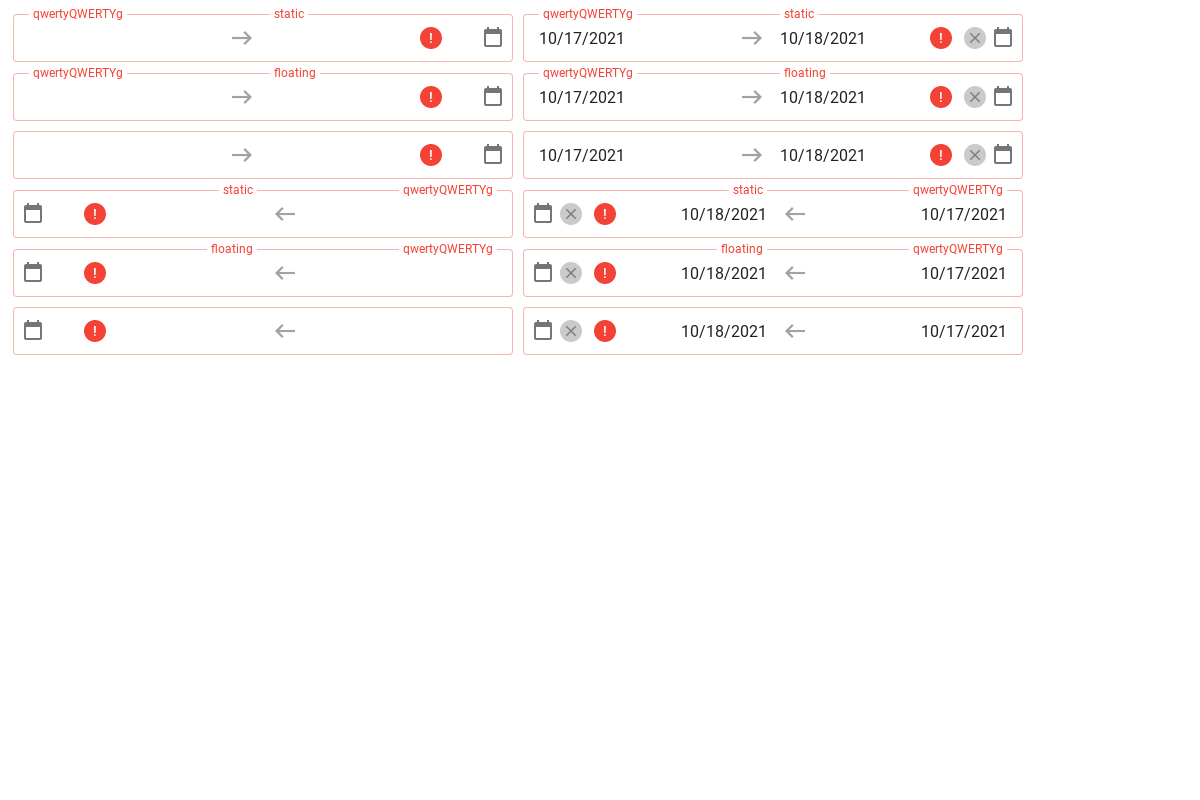 qwertyQWERTYg static qwertyQWERTYg static
10/17/2021 10/18/2021
qwertyQWERTYg floating qwertyQWERTYg floating
10/17/2021 10/18/2021
10/17/2021 10/18/2021
static qwertyQWERTYg static qwertyQWERTYg
10/18/2021 10/17/2021
floating qwertyQWERTYg floating qwertyQWERTYg
10/18/2021 10/17/2021
10/18/2021 10/17/2021